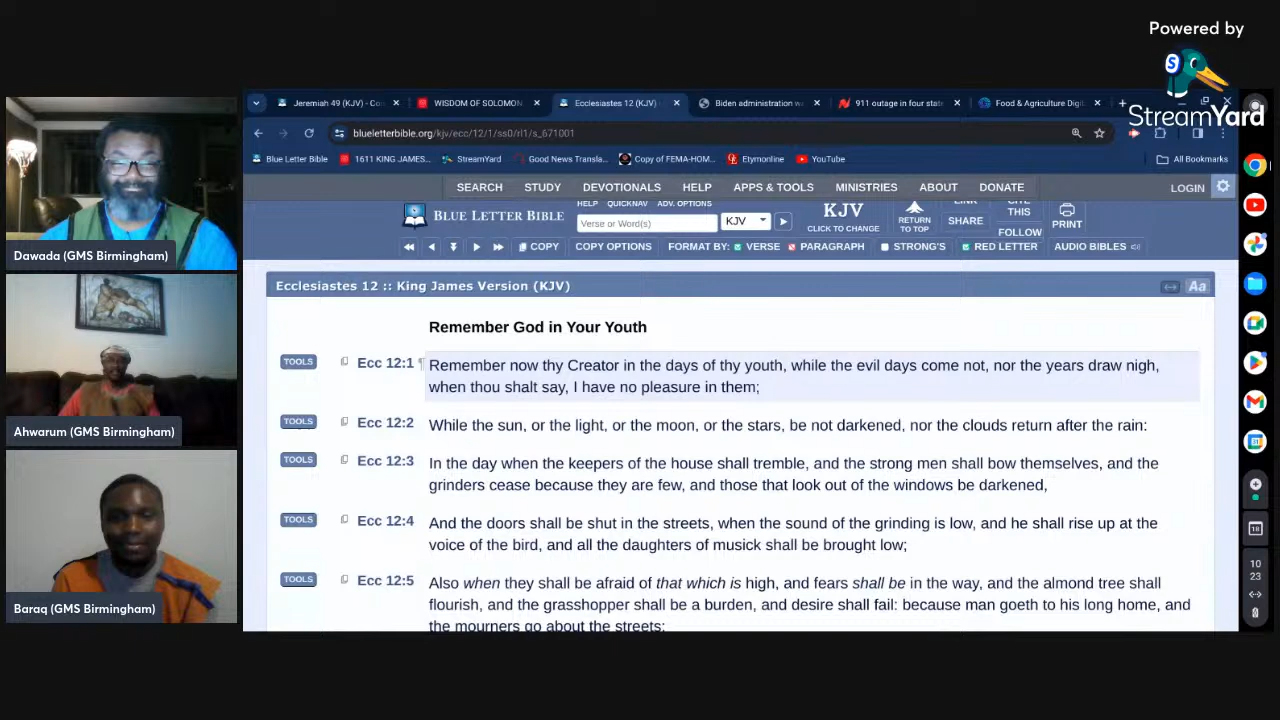 Powered by
StreamYard
Jeremiah 49 (KJV) - Co
WISDOM OF SOLOMON
Ecclesiastes 12 (KJV)
Biden administration w
911 outage in four stat
Food & Agriculture Digi
blueletterbible.org/kjv/ecc/12/1/ss0/rl1/s_671001
Blue Letter Bible
1611 KING JAMES...
StreamYard
Good News Transla...
Copy of FEMA-HOM...
Etymonline
YouTube
All Bookmarks
SEARCH STUDY DEVOTIONALS HELP APPS & TOOLS MINISTRIES ABOUT DONATE LOGIN
BLUE LETTER BIBLE
HELP QUICKNAV ADV. OPTIONS
Verse or Word(s)
KJV
KJV
CLICK TO CHANGE
RETURN
TO TOP
LINK
SHARE
CITE
THIS
FOLLOW
PRINT
COPY COPY OPTIONS FORMAT BY: VERSE PARAGRAPH STRONG'S RED LETTER AUDIO BIBLES
Ecclesiastes 12 :: King James Version (KJV)
Aa
Remember God in Your Youth
TOOLS Ecc 12:1 ¶ Remember now thy Creator in the days of thy youth, while the evil days come not, nor the years draw nigh,
when thou shalt say, I have no pleasure in them;
TOOLS Ecc 12:2 While the sun, or the light, or the moon, or the stars, be not darkened, nor the clouds return after the rain:
TOOLS Ecc 12:3 In the day when the keepers of the house shall tremble, and the strong men shall bow themselves, and the
grinders cease because they are few, and those that look out of the windows be darkened,
TOOLS Ecc 12:4 And the doors shall be shut in the streets, when the sound of the grinding is low, and he shall rise up at the
voice of the bird, and all the daughters of musick shall be brought low;
TOOLS Ecc 12:5 Also when they shall be afraid of that which is high, and fears shall be in the way, and the almond tree shall
flourish, and the grasshopper shall be a burden, and desire shall fail: because man goeth to his long home, and
the mourners go about the streets:
Dawada (GMS Birmingham)
Ahwarum (GMS Birmingham)
Baraq (GMS Birmingham)
10
23